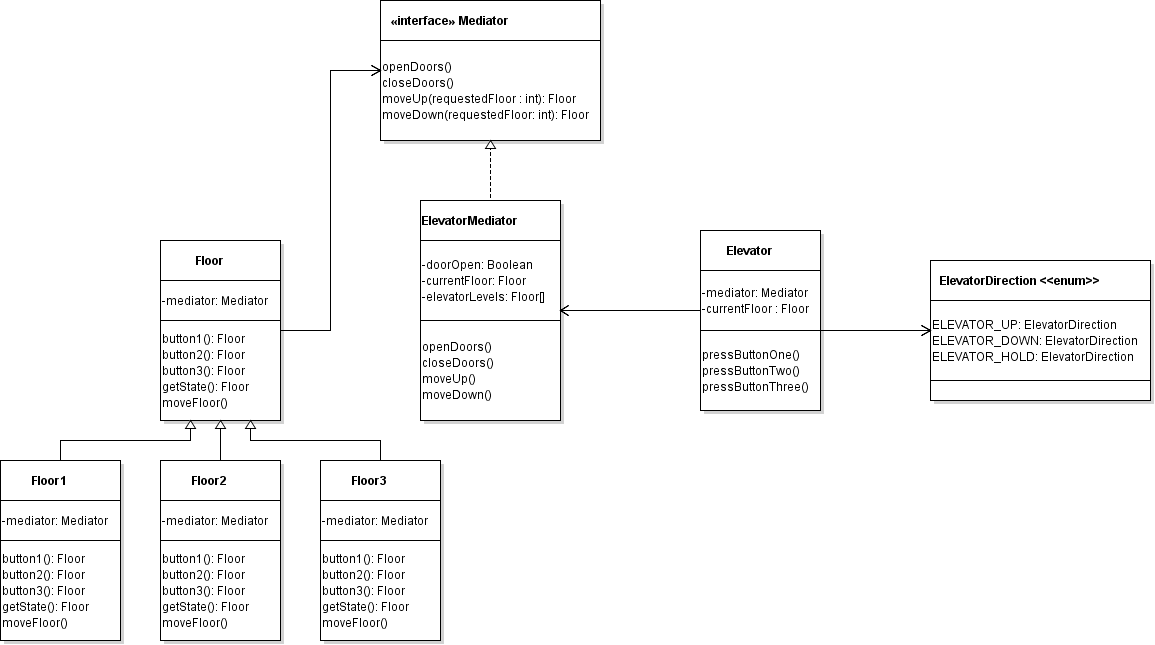 «interface» Mediator
openDoors()
closeDoors()
moveUp(requestedFloor : int): Floor
moveDown(requestedFloor: int): Floor
ElevatorMediator
-doorOpen: Boolean
-currentFloor: Floor
-elevatorLevels: Floor[]
openDoors()
closeDoors()
moveUp()
moveDown()
Elevator
-mediator: Mediator
-currentFloor : Floor
pressButtonOne()
pressButtonTwo()
pressButtonThree()
ElevatorDirection <<enum>>
ELEVATOR_UP: ElevatorDirection
ELEVATOR_DOWN: ElevatorDirection
ELEVATOR_HOLD: ElevatorDirection
Floor
-mediator: Mediator
button1(): Floor
button2(): Floor
button3(): Floor
getState(): Floor
moveFloor()
Floor1
-mediator: Mediator
button1(): Floor
button2(): Floor
button3(): Floor
getState(): Floor
moveFloor()
Floor2
-mediator: Mediator
button1(): Floor
button2(): Floor
button3(): Floor
getState(): Floor
moveFloor()
Floor3
-mediator: Mediator
button1(): Floor
button2(): Floor
button3(): Floor
getState(): Floor
moveFloor()